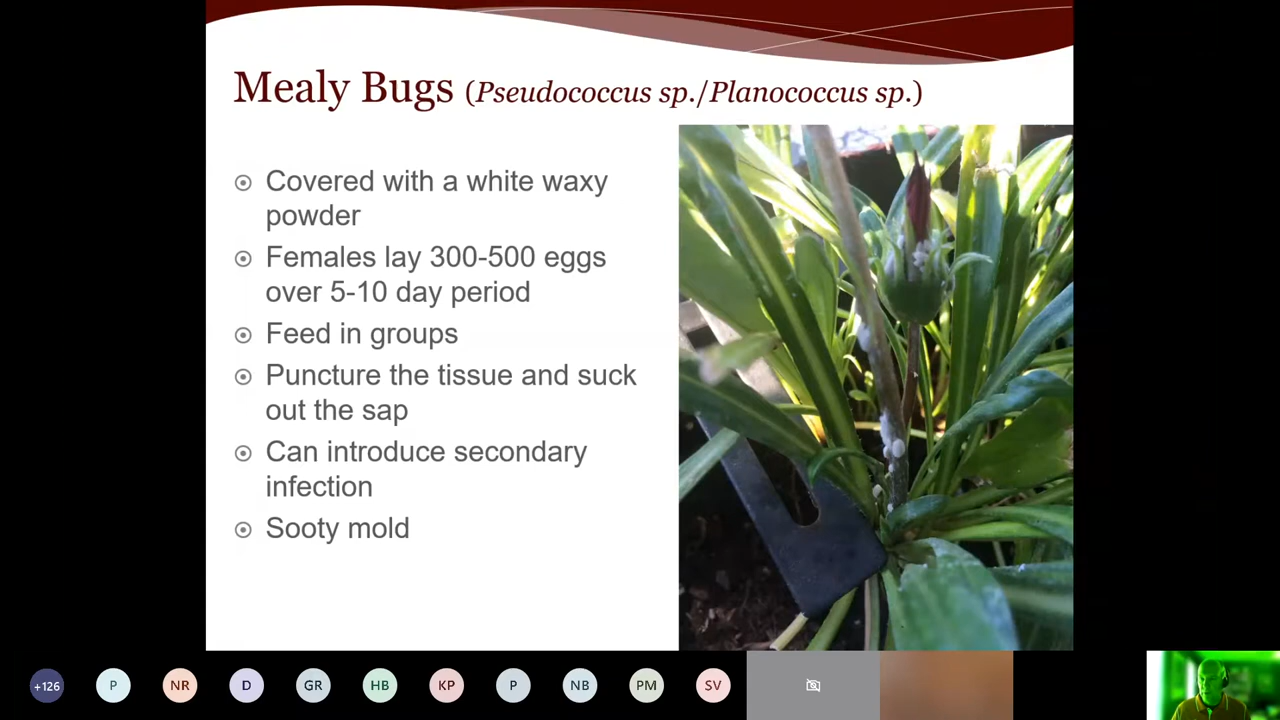 Mealy Bugs (Pseudococcus sp./Planococcus sp.)
Covered with a white waxy
powder
Females lay 300-500 eggs
over 5-10 day period
Feed in groups
Puncture the tissue and suck
out the sap
Can introduce secondary
infection
Sooty mold
+126 P NR D GR HB KP P NB PM SV